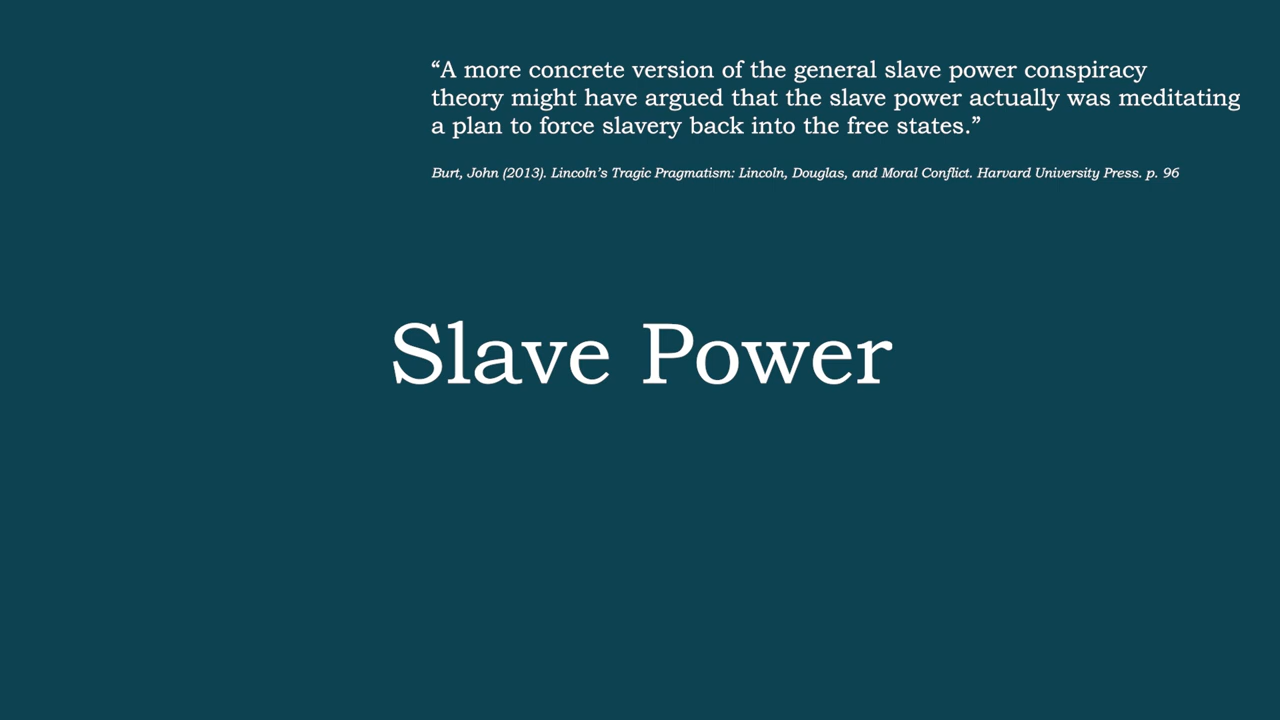 “A more concrete version of the general slave power conspiracy
theory might have argued that the slave power actually was meditating
a plan to force slavery back into the free states.”
Burt, John (2013). Lincoln’s Tragic Pragmatism: Lincoln, Douglas, and Moral Conflict. Harvard University Press. p. 96
Slave Power